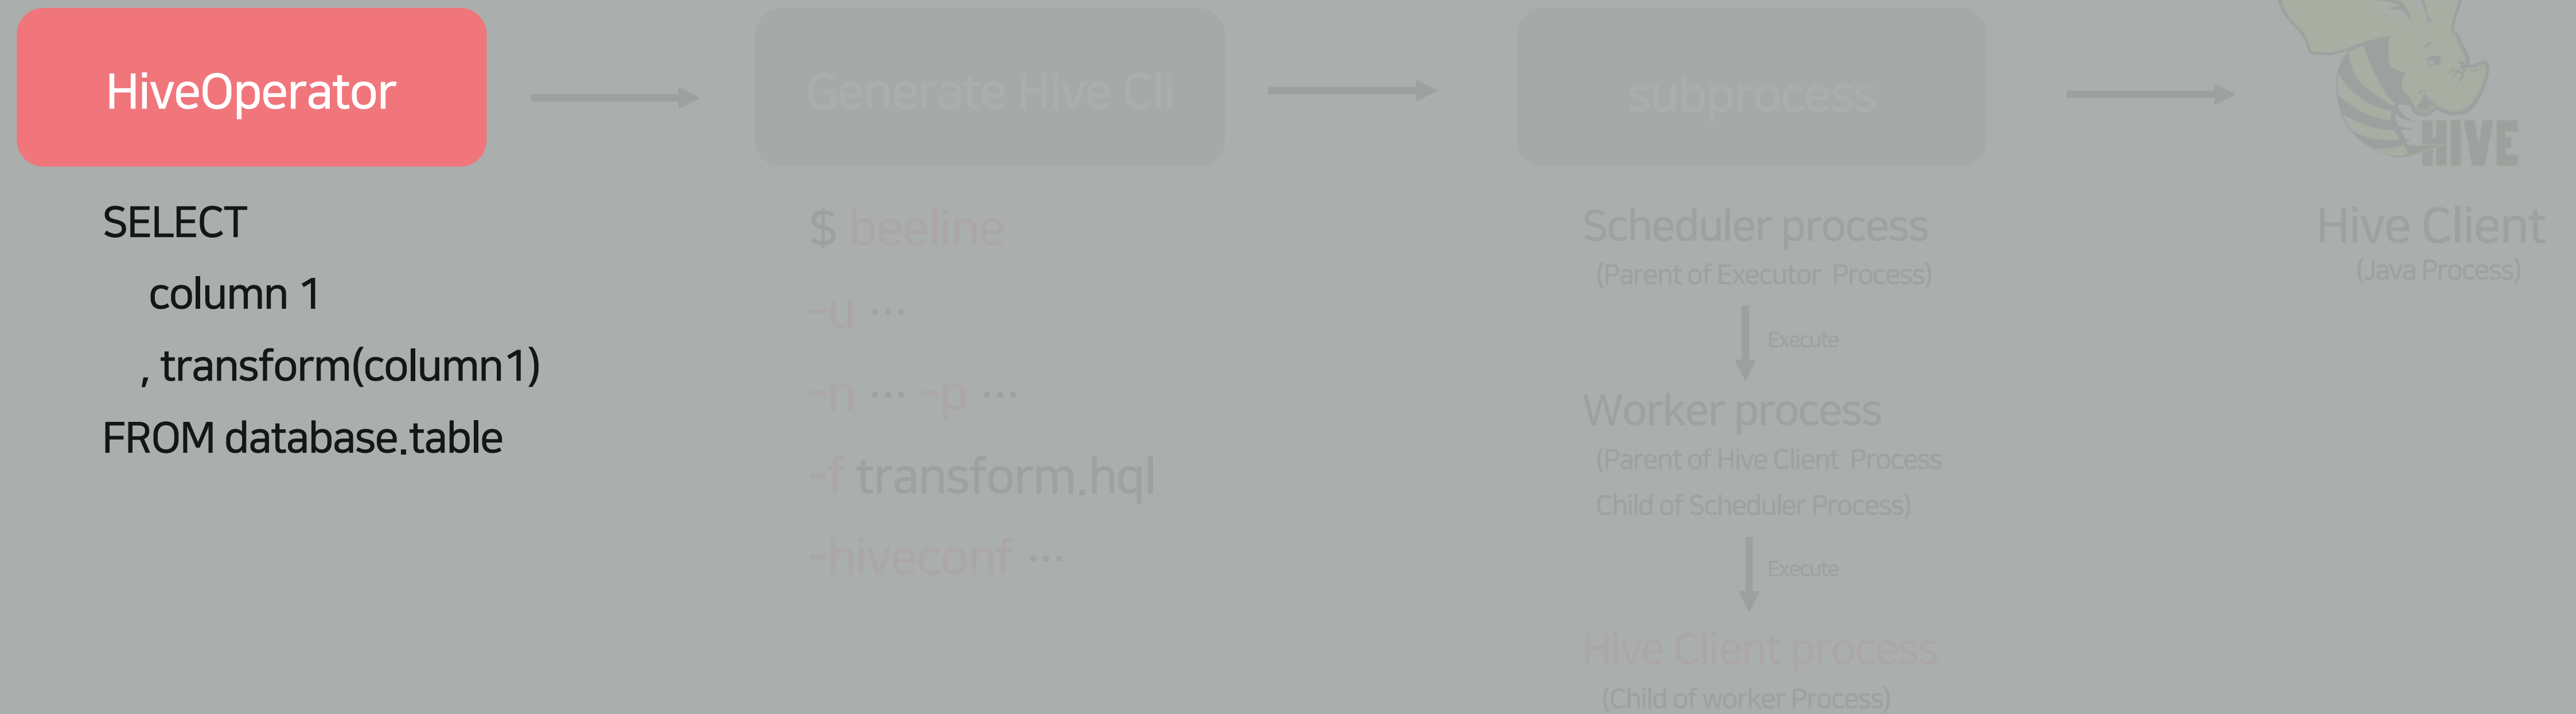 HiveOperator
SELECT
column 1
, transform(column1)
FROM database.table
Generate Hive Cli
$ beeline
-u ...
-n ... -p ...
-f transform.hql
-hiveconf ...
subprocess
Scheduler process
(Parent of Executor Process)
Execute
Worker process
(Parent of Hive Client Process
Child of Scheduler Process)
Execute
Hive Client process
(Child of worker Process)
HIVE
Hive Client
(Java Process)